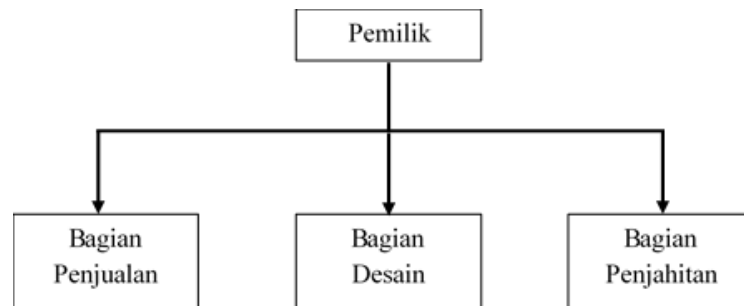 Pemilik
Bagian
Penjualan
Bagian
Desain
Bagian
Penjahitan